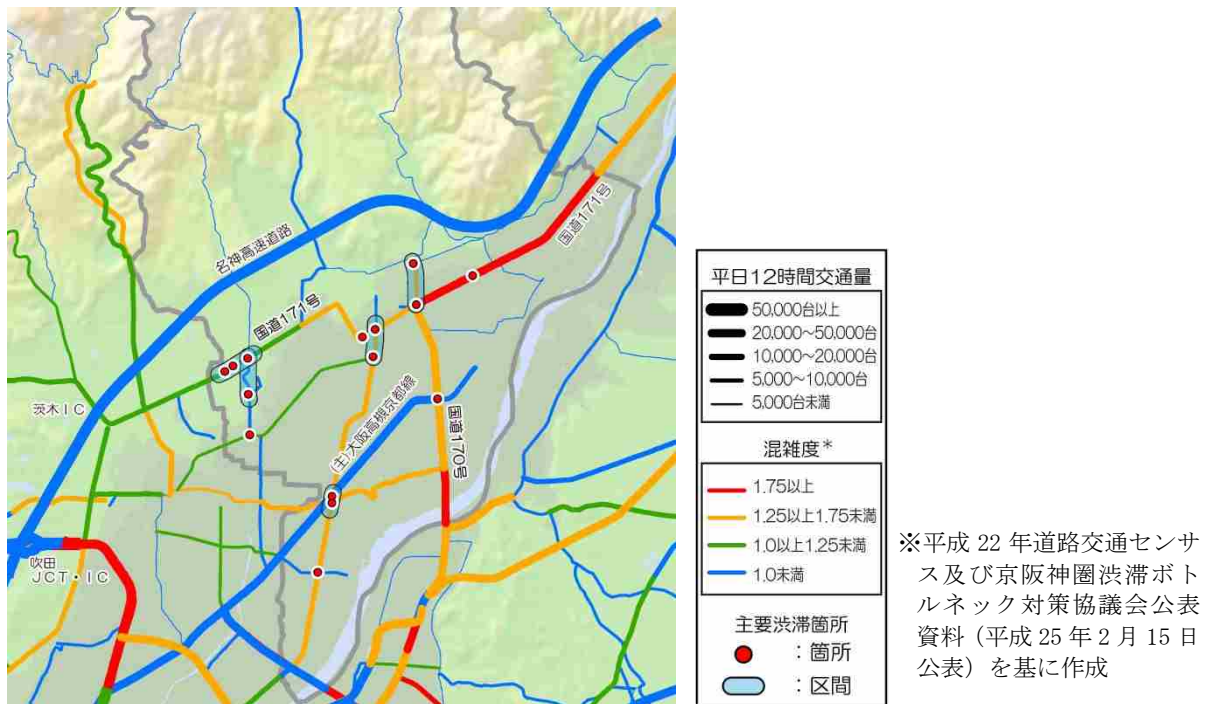 名神高速道路
国道171号
国道171号
茨木IC
(主)大阪高槻京都線
国道170号
吹田
JCT・IC
平日12時間交通量
50,000台以上
20,000~50,000台
10,000~20,000台
5,000~10,000台
5,000台未満
混雑度*
1.75以上
1.25以上1.75未満
1.0以上1.25未満
1.0未満
主要渋滞箇所
:箇所
:区間
※平成 22 年道路交通センサ
ス及び京阪神圏渋滞ボト
ルネック対策協議会公表
資料(平成 25 年 2 月 15 日
公表)を基に作成